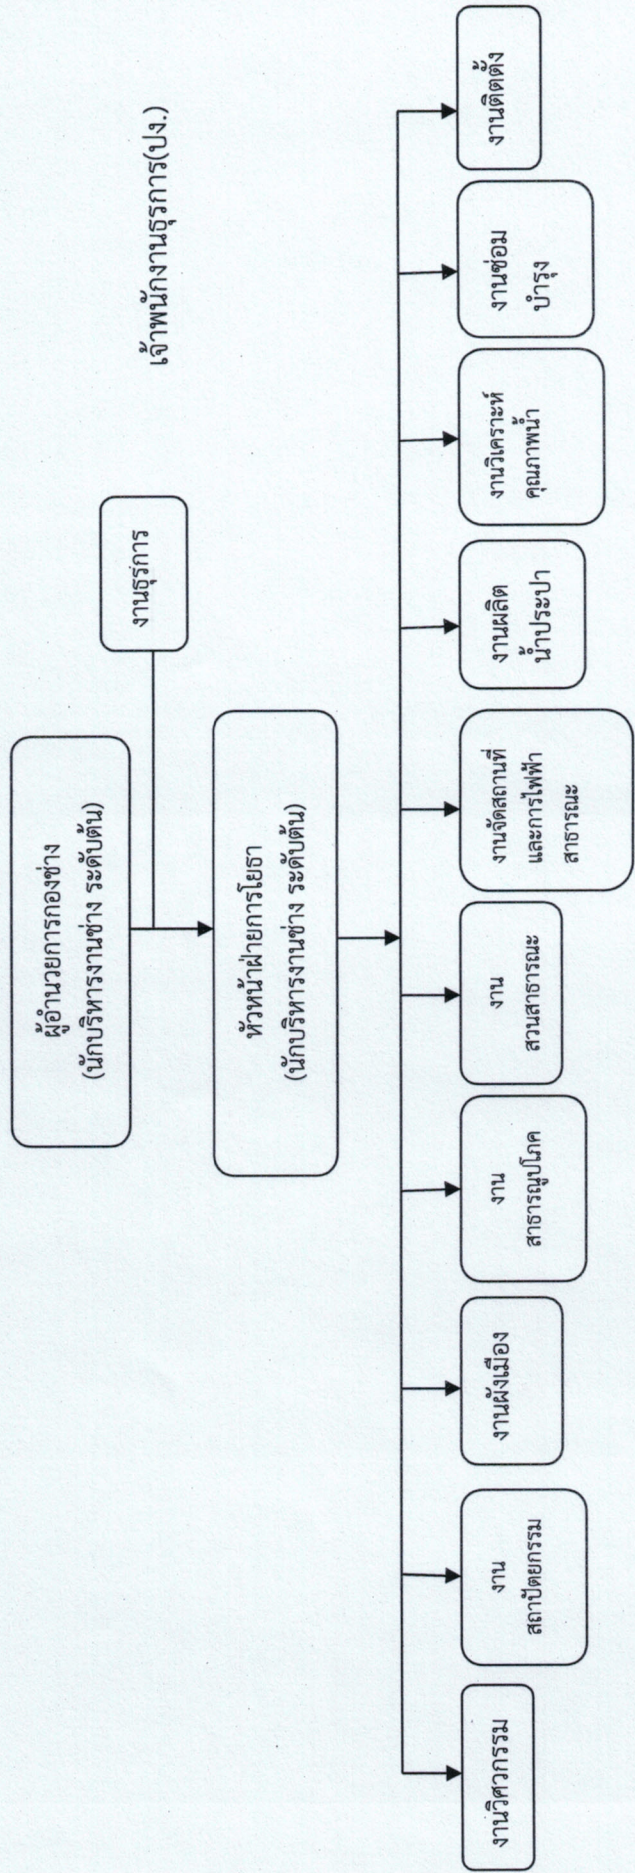 ผู้อำนวยการกองช่าง
(นักบริหารงานช่าง ระดับต้น)
งานธุรการ
เจ้าพนักงานธุรการ(ปง.)
หัวหน้าฝ่ายการโยธา
(นักบริหารงานช่าง ระดับต้น)
งานวิศวกรรม
งาน
สถาปัตยกรรม
งานผังเมือง
งาน
สาธารณูปโภค
งาน
สวนสาธารณะ
งานจัดสถานที่
และการไฟฟ้า
สาธารณะ
งานผลิต
น้ำประปา
งานวิเคราะห์
คุณภาพน้ำ
งานซ่อม
บำรุง
งานติดตั้ง